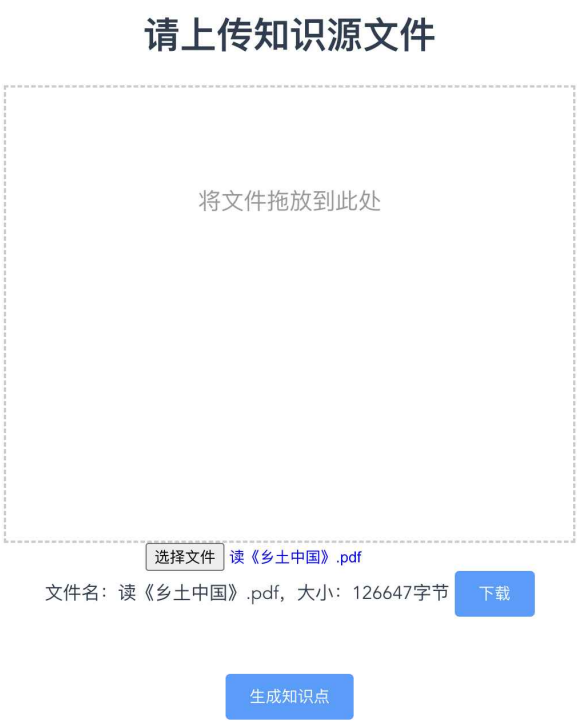 请上传知识源文件
将文件拖放到此处
选择文件 读《乡土中国》.pdf
文件名：读《乡土中国》.pdf，大小：126647字节 下载
生成知识点